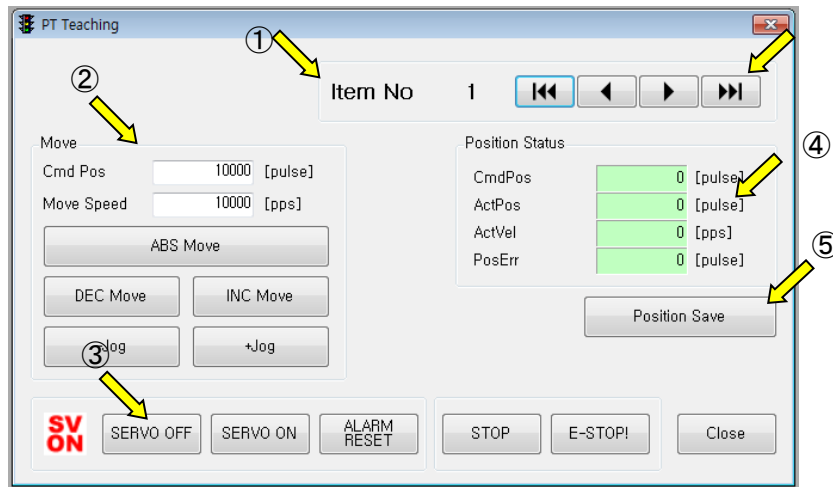 PT Teaching
①
Item No 1
②
Move
Cmd Pos 10000 [pulse]
Move Speed 10000 [pps]
ABS Move
DEC Move INC Move
-Jog +Jog
Position Status
④
CmdPos 0 [pulse]
ActPos 0 [pulse]
ActVel 0 [pps]
PosErr 0 [pulse]
⑤
Position Save
③
SV ON
SERVO OFF SERVO ON ALARM RESET STOP E-STOP! Close